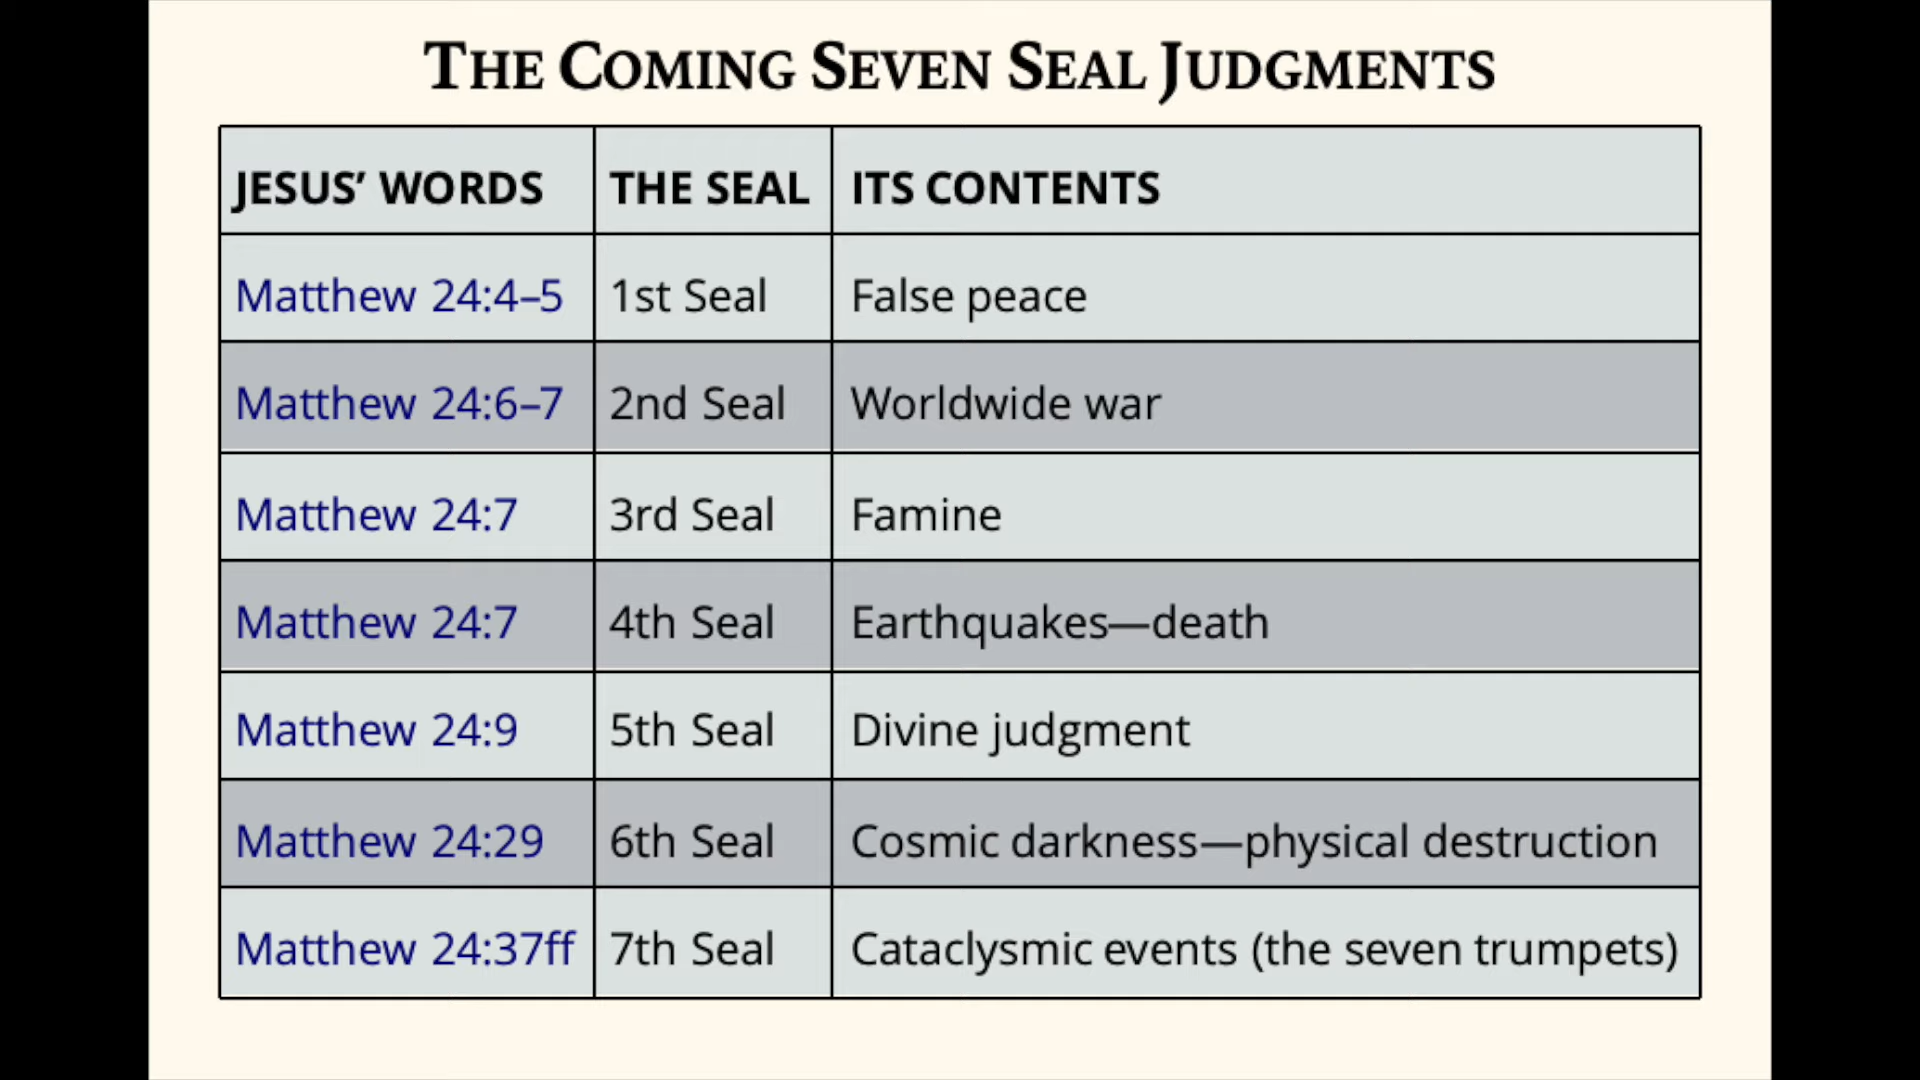 The Coming Seven Seal Judgments
JESUS’ WORDS THE SEAL ITS CONTENTS
Matthew 24:4–5 1st Seal False peace
Matthew 24:6–7 2nd Seal Worldwide war
Matthew 24:7 3rd Seal Famine
Matthew 24:7 4th Seal Earthquakes—death
Matthew 24:9 5th Seal Divine judgment
Matthew 24:29 6th Seal Cosmic darkness—physical destruction
Matthew 24:37ff 7th Seal Cataclysmic events (the seven trumpets)